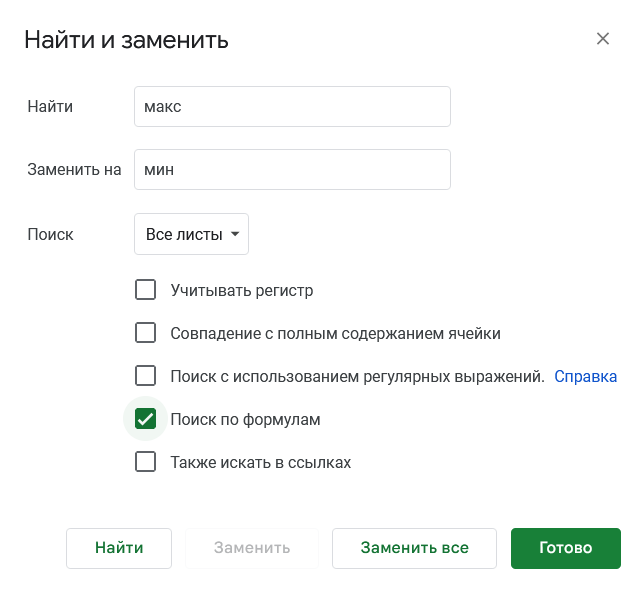 Найти и заменить
Найти
макс
Заменить на
мин
Поиск
Все листы
Учитывать регистр
Совпадение с полным содержанием ячейки
Поиск с использованием регулярных выражений. Справка
Поиск по формулам
Также искать в ссылках
Найти Заменить Заменить все Готово